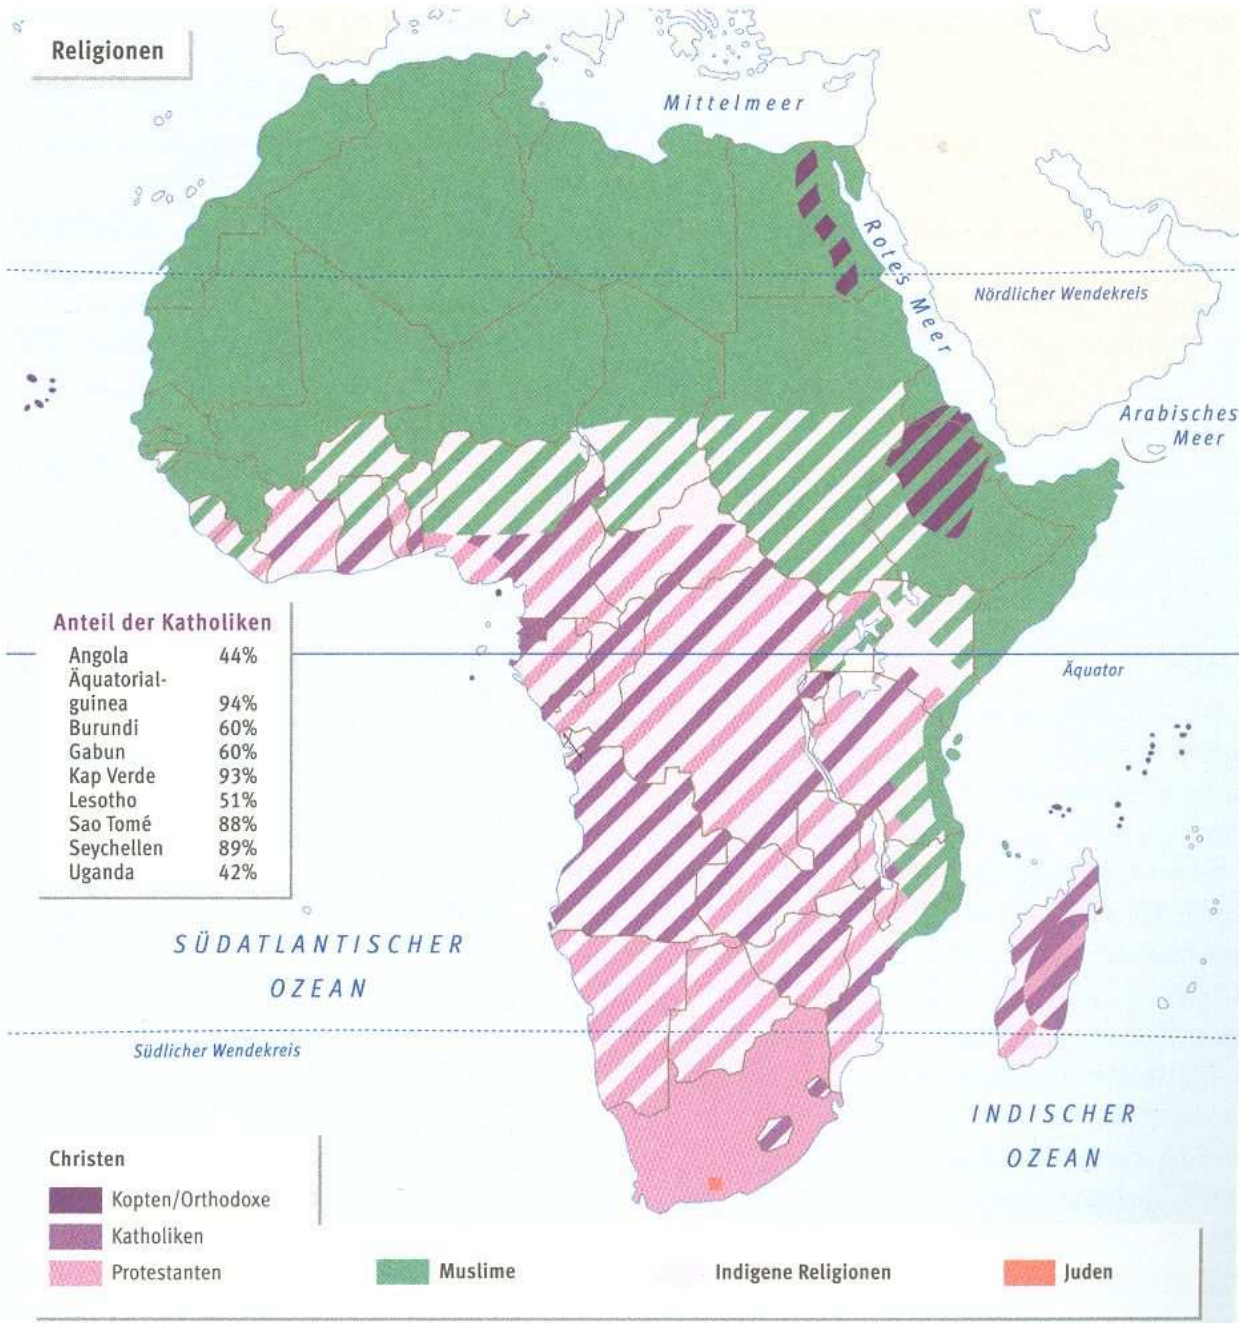 Religionen
Mittelmeer
Rotes Meer
Nördlicher Wendekreis
Arabisches
Meer
Anteil der Katholiken
Angola 44%
Äquatorial-
guinea 94%
Burundi 60%
Gabun 60%
Kap Verde 93%
Lesotho 51%
Sao Tomé 88%
Seychellen 89%
Uganda 42%
Äquator
SÜDATLANTISCHER
OZEAN
Südlicher Wendekreis
INDISCHER
OZEAN
Christen
Kopten/Orthodoxe
Katholiken
Protestanten
Muslime
Indigene Religionen
Juden